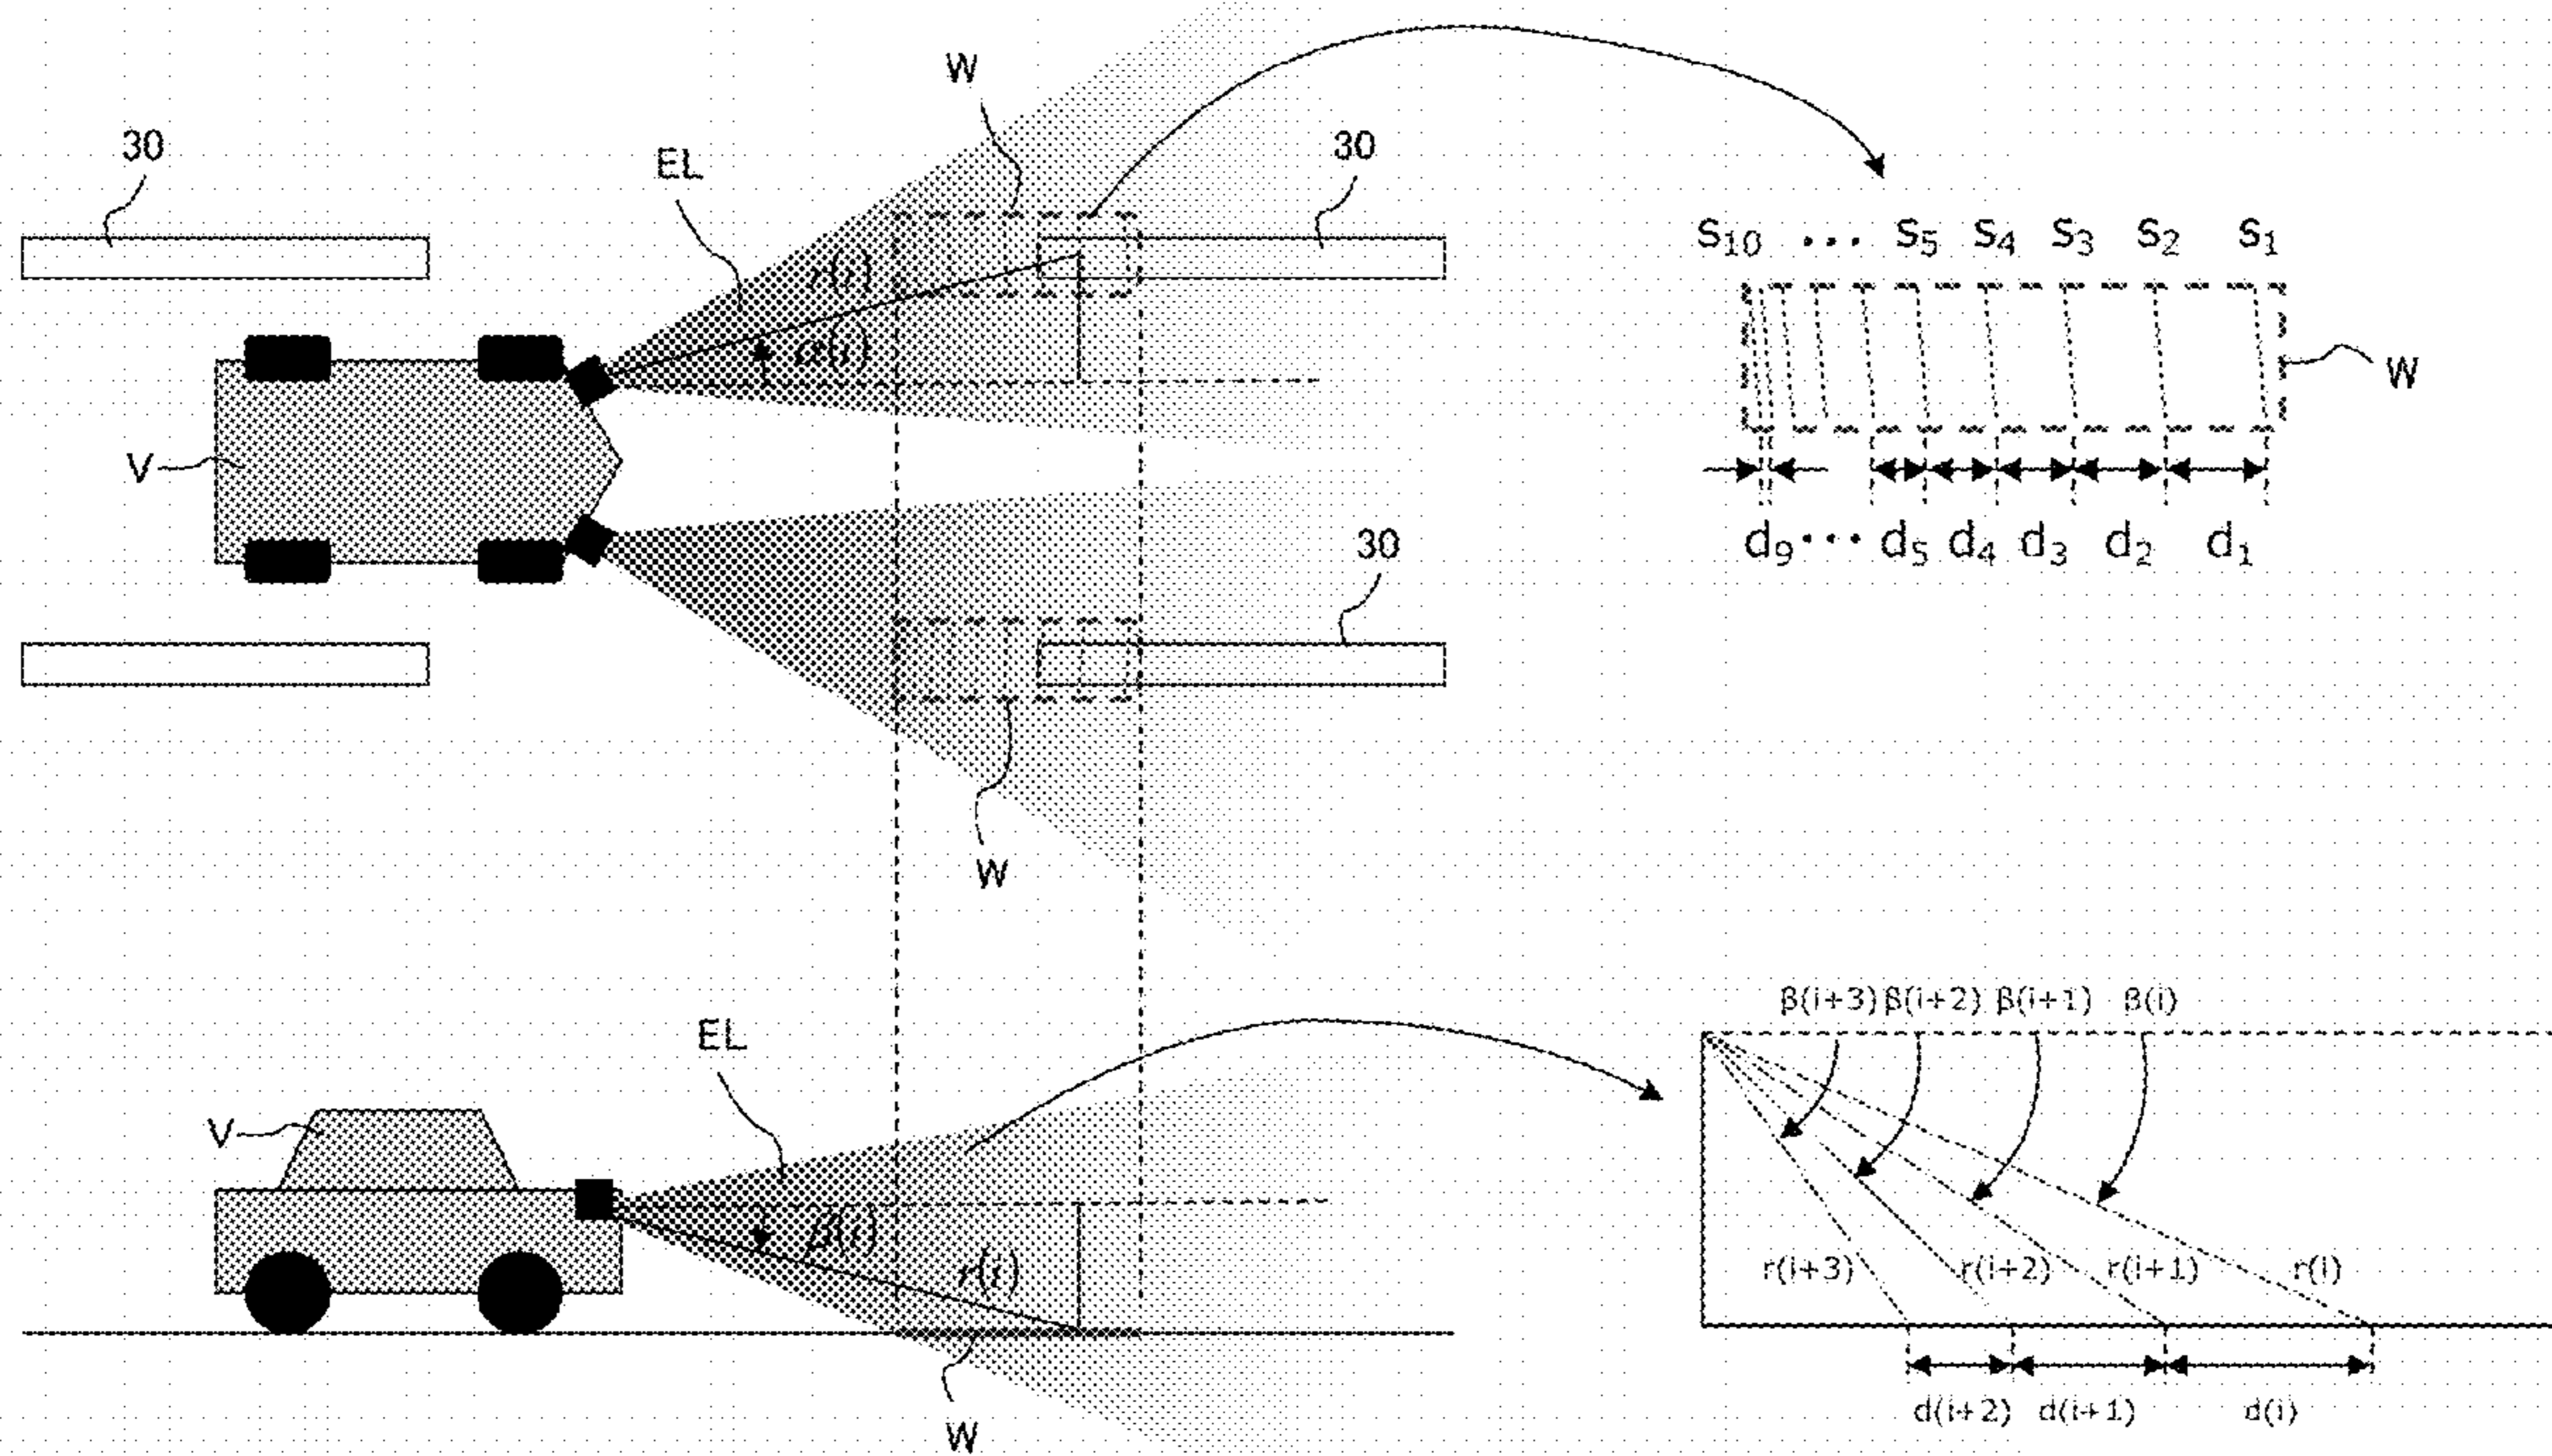 W
30
EL
30
r(i)
α(i)
V
30
W
S₁₀ ... S₅ S₄ S₃ S₂ S₁
W
d₉ ... d₅ d₄ d₃ d₂ d₁
EL
V
β(i)
r(i)
W
β(i+3) β(i+2) β(i+1) β(i)
r(i+3) r(i+2) r(i+1) r(i)
d(i+2) d(i+1) d(i)